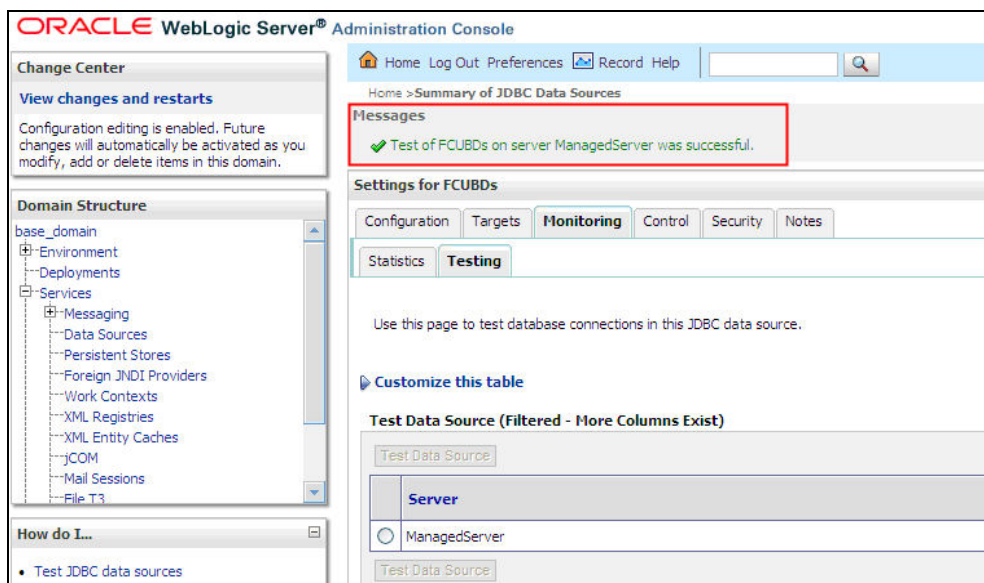 ORACLE WebLogic Server® Administration Console
Change Center
View changes and restarts
Configuration editing is enabled. Future
changes will automatically be activated as you
modify, add or delete items in this domain.
Domain Structure
base_domain
Environment
Deployments
Services
Messaging
Data Sources
Persistent Stores
Foreign JNDI Providers
Work Contexts
XML Registries
XML Entity Caches
jCOM
Mail Sessions
File T3
How do I...
Test JDBC data sources
Home Log Out Preferences Record Help
Home >Summary of JDBC Data Sources
Messages
Test of FCUBDs on server ManagedServer was successful.
Settings for FCUBDs
Configuration Targets Monitoring Control Security Notes
Statistics Testing
Use this page to test database connections in this JDBC data source.
Customize this table
Test Data Source (Filtered - More Columns Exist)
Test Data Source
Server
ManagedServer
Test Data Source